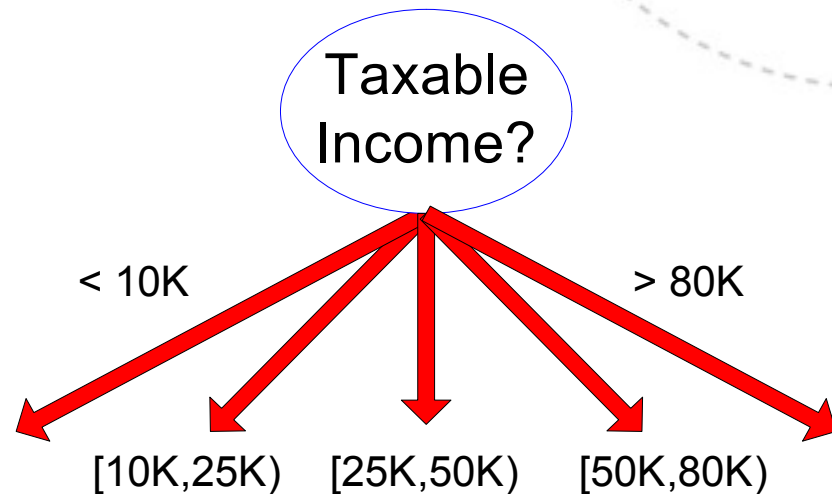 Taxable
Income?
< 10K
> 80K
[10K,25K)
[25K,50K)
[50K,80K)